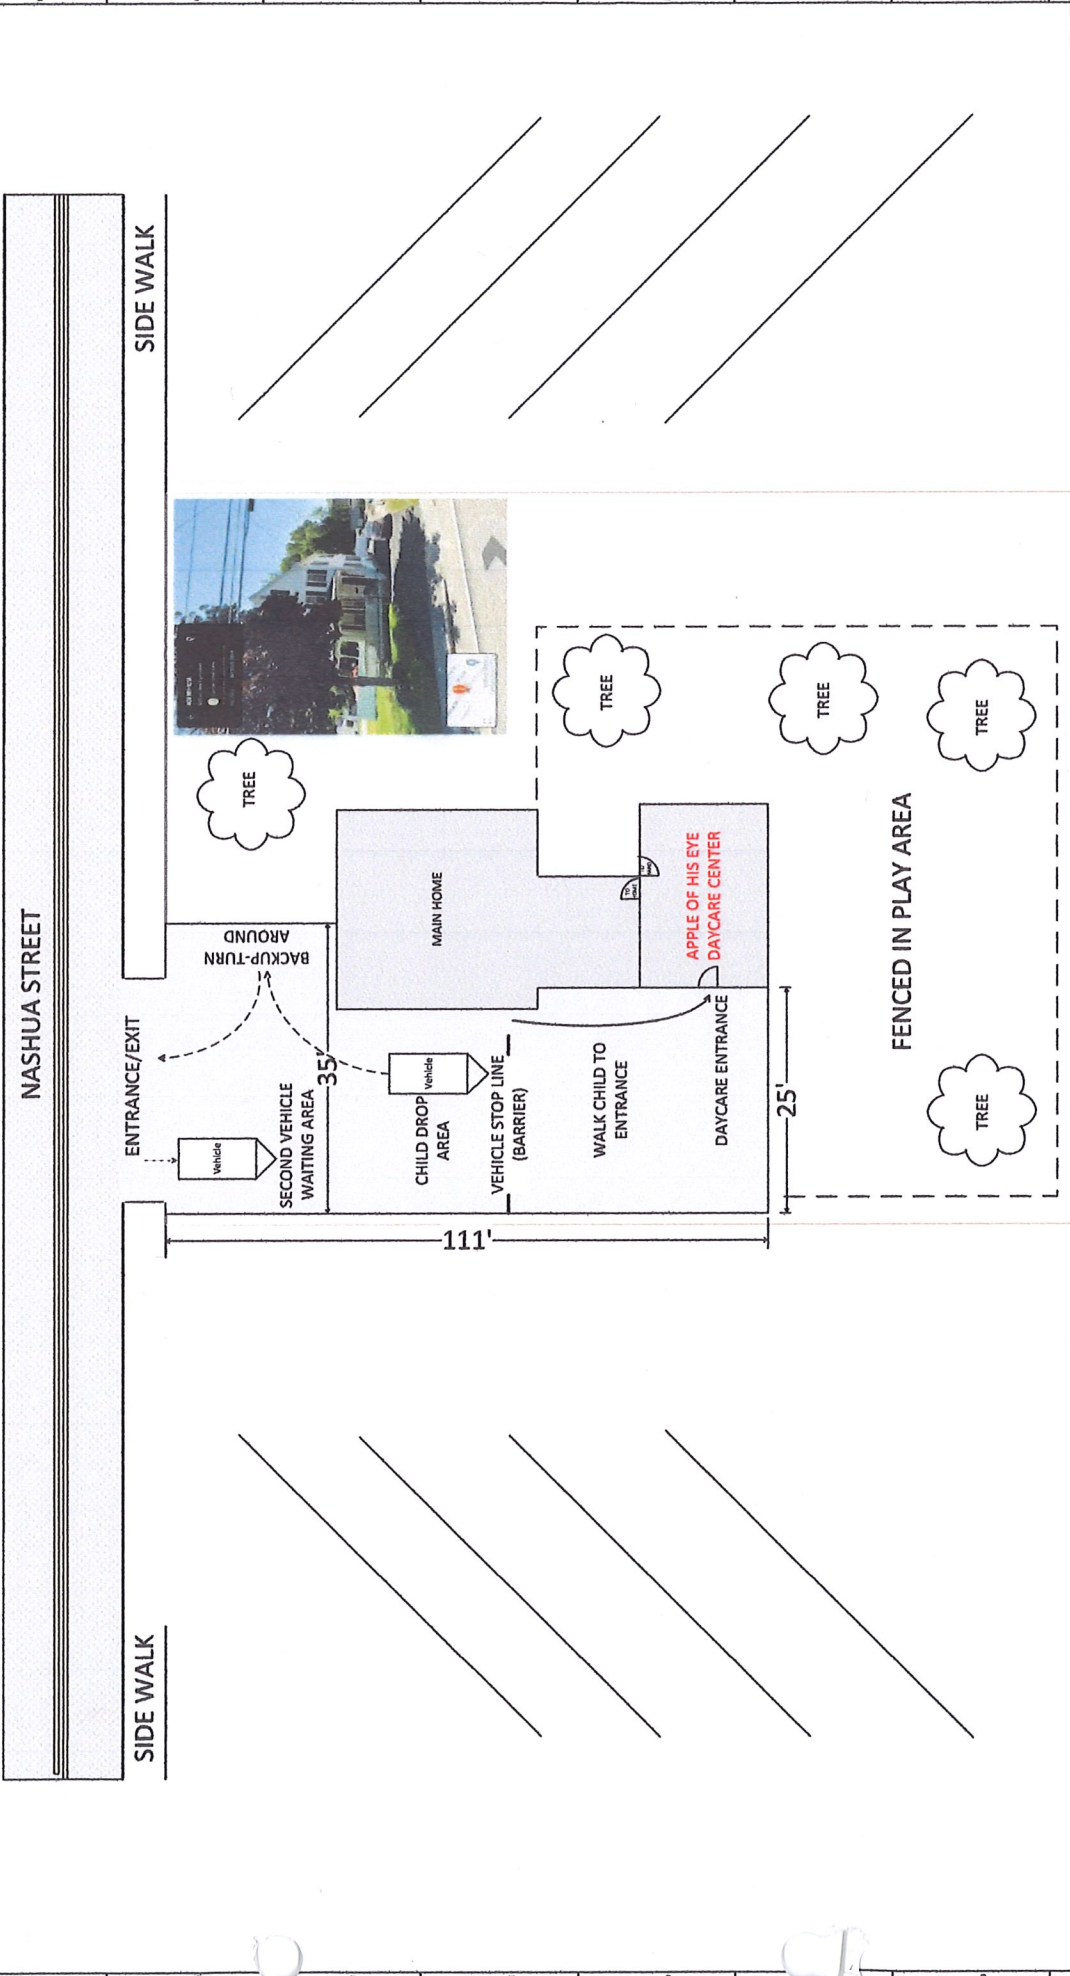 NASHUA STREET
SIDE WALK
ENTRANCE/EXIT
SIDE WALK
Vehicle
SECOND VEHICLE
WAITING AREA
BACKUP-TURN
AROUND
TREE
35'
CHILD DROP
AREA
Vehicle
VEHICLE STOP LINE
(BARRIER)
MAIN HOME
111'
WALK CHILD TO
ENTRANCE
DAYCARE ENTRANCE
APPLE OF HIS EYE
DAYCARE CENTER
25'
TREE
TREE
TREE
TREE
FENCED IN PLAY AREA